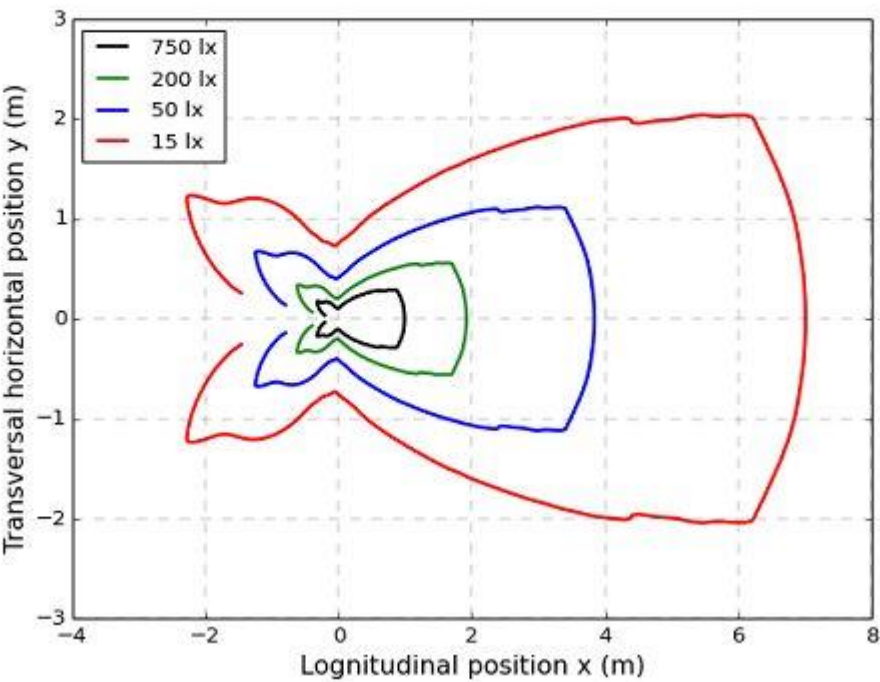 3
2
1
0
−1
−2
−3
−4
−2
0
2
4
6
8
750 lx
200 lx
50 lx
15 lx
Transversal horizontal position y (m)
Lognitudinal position x (m)